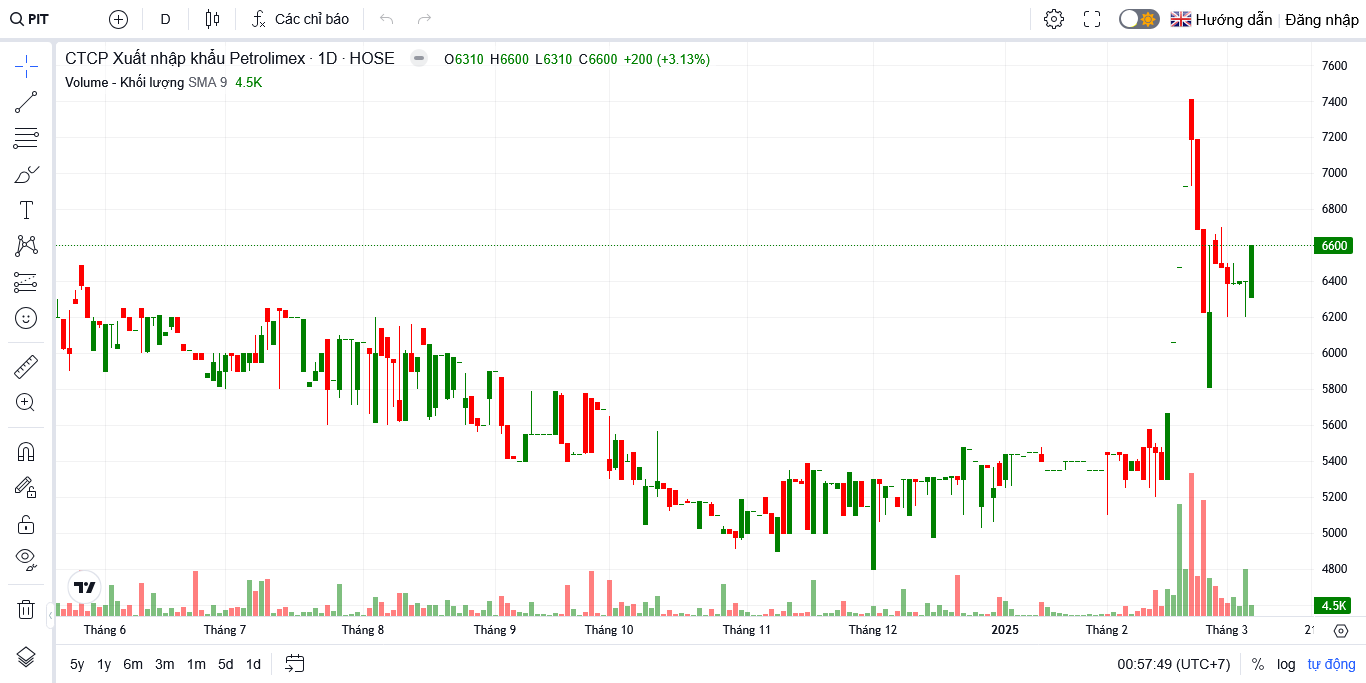 PIT D Các chỉ báo Hướng dẫn Đăng nhập
CTCP Xuất nhập khẩu Petrolimex · 1D · HOSE O6310 H6600 L6310 C6600 +200 (+3.13%)
Volume - Khối lượng SMA 9 4.5K
7600
7400
7200
7000
6800
6600
6400
6200
6000
5800
5600
5400
5200
5000
4800
4.5K
Tháng 6 Tháng 7 Tháng 8 Tháng 9 Tháng 10 Tháng 11 Tháng 12 2025 Tháng 2 Tháng 3 21
5y 1y 6m 3m 1m 5d 1d 00:57:49 (UTC+7) % log tự động